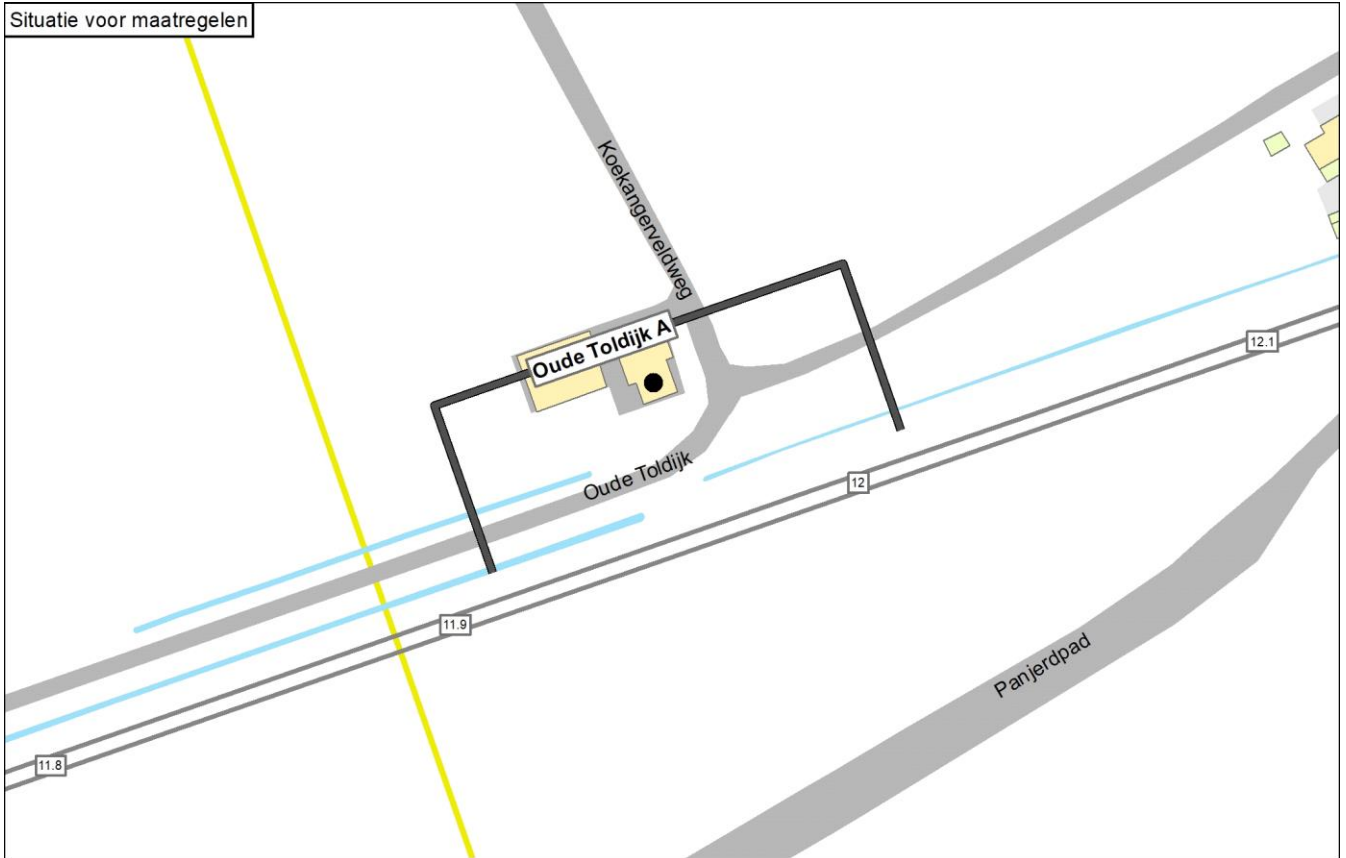 Situatie voor maatregelen
Koekangerveldweg
Oude Toldijk A
12.1
Oude Toldijk
12
11.9
Panjerdpad
11.8